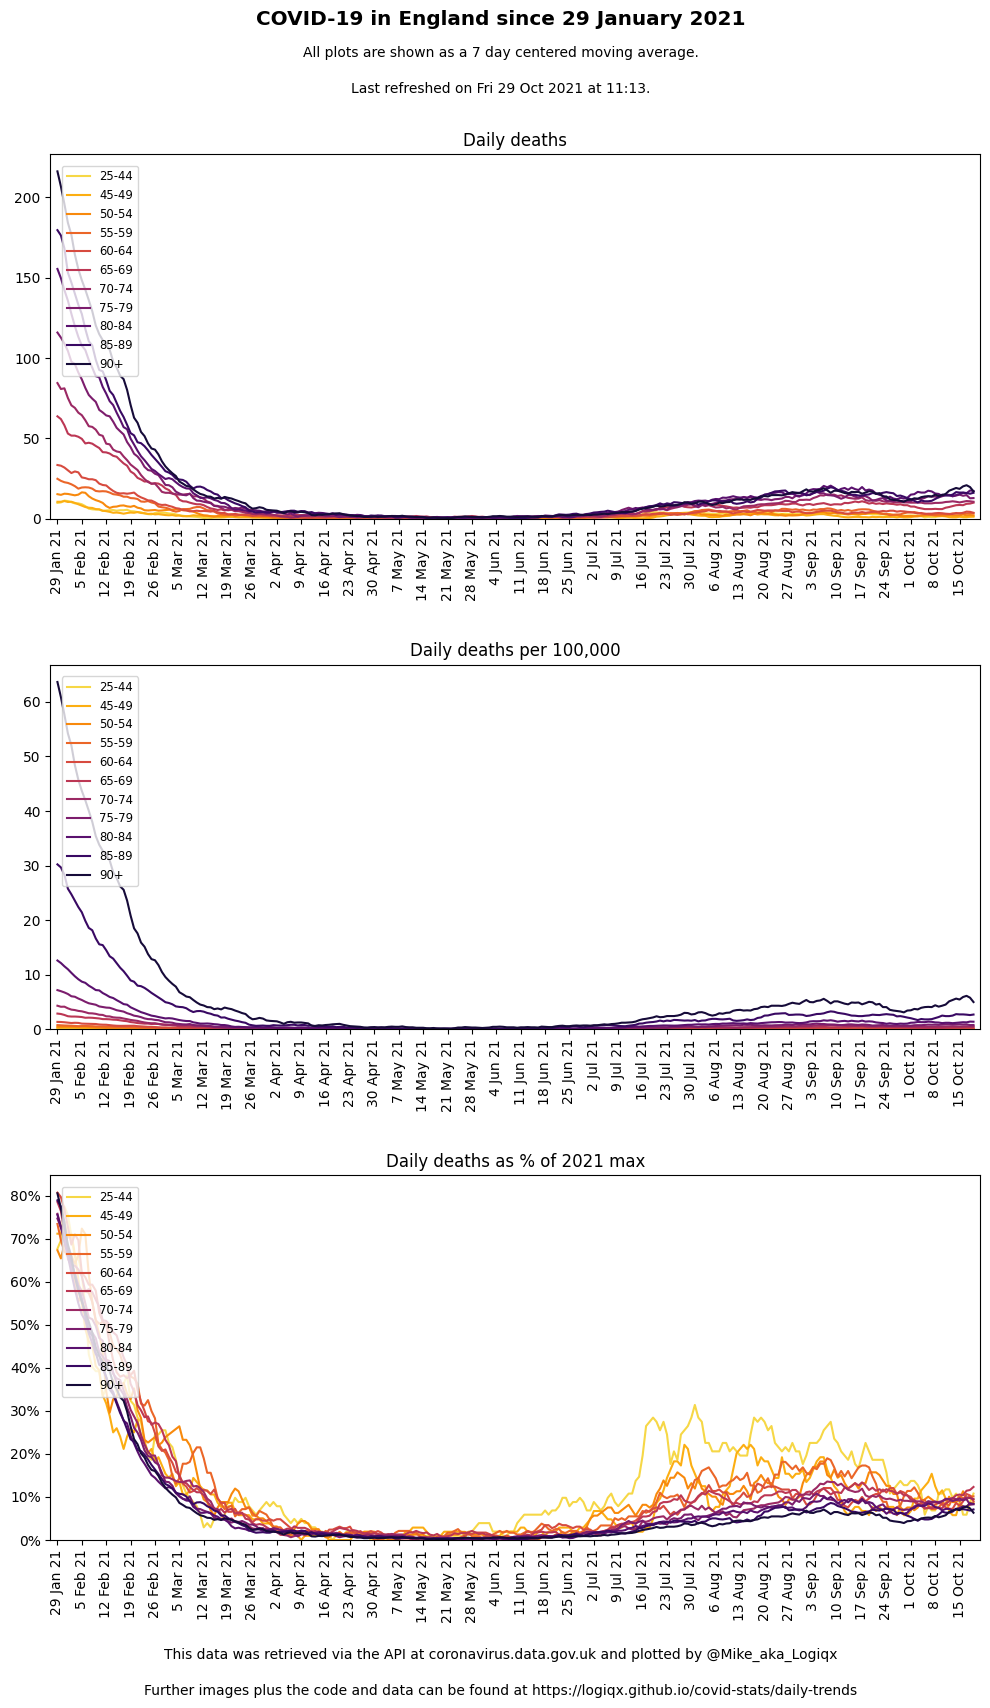 COVID-19 in England since 29 January 2021
All plots are shown as a 7 day centered moving average.
Last refreshed on Fri 29 Oct 2021 at 11:13.
Daily deaths
25-44
45-49
50-54
55-59
60-64
65-69
70-74
75-79
80-84
85-89
90+
200
150
100
50
0
29 Jan 21
5 Feb 21
12 Feb 21
19 Feb 21
26 Feb 21
5 Mar 21
12 Mar 21
19 Mar 21
26 Mar 21
2 Apr 21
9 Apr 21
16 Apr 21
23 Apr 21
30 Apr 21
7 May 21
14 May 21
21 May 21
28 May 21
4 Jun 21
11 Jun 21
18 Jun 21
25 Jun 21
2 Jul 21
9 Jul 21
16 Jul 21
23 Jul 21
30 Jul 21
6 Aug 21
13 Aug 21
20 Aug 21
27 Aug 21
3 Sep 21
10 Sep 21
17 Sep 21
24 Sep 21
1 Oct 21
8 Oct 21
15 Oct 21
Daily deaths per 100,000
25-44
45-49
50-54
55-59
60-64
65-69
70-74
75-79
80-84
85-89
90+
60
50
40
30
20
10
0
29 Jan 21
5 Feb 21
12 Feb 21
19 Feb 21
26 Feb 21
5 Mar 21
12 Mar 21
19 Mar 21
26 Mar 21
2 Apr 21
9 Apr 21
16 Apr 21
23 Apr 21
30 Apr 21
7 May 21
14 May 21
21 May 21
28 May 21
4 Jun 21
11 Jun 21
18 Jun 21
25 Jun 21
2 Jul 21
9 Jul 21
16 Jul 21
23 Jul 21
30 Jul 21
6 Aug 21
13 Aug 21
20 Aug 21
27 Aug 21
3 Sep 21
10 Sep 21
17 Sep 21
24 Sep 21
1 Oct 21
8 Oct 21
15 Oct 21
Daily deaths as % of 2021 max
25-44
45-49
50-54
55-59
60-64
65-69
70-74
75-79
80-84
85-89
90+
80%
70%
60%
50%
40%
30%
20%
10%
0%
29 Jan 21
5 Feb 21
12 Feb 21
19 Feb 21
26 Feb 21
5 Mar 21
12 Mar 21
19 Mar 21
26 Mar 21
2 Apr 21
9 Apr 21
16 Apr 21
23 Apr 21
30 Apr 21
7 May 21
14 May 21
21 May 21
28 May 21
4 Jun 21
11 Jun 21
18 Jun 21
25 Jun 21
2 Jul 21
9 Jul 21
16 Jul 21
23 Jul 21
30 Jul 21
6 Aug 21
13 Aug 21
20 Aug 21
27 Aug 21
3 Sep 21
10 Sep 21
17 Sep 21
24 Sep 21
1 Oct 21
8 Oct 21
15 Oct 21
This data was retrieved via the API at coronavirus.data.gov.uk and plotted by @Mike_aka_Logiqx
Further images plus the code and data can be found at https://logiqx.github.io/covid-stats/daily-trends